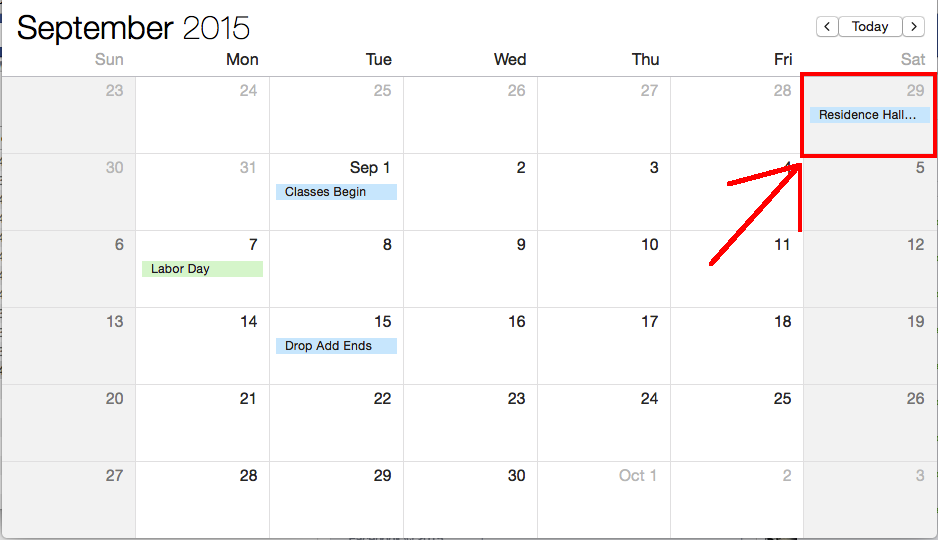 September 2015
< Today >
Sun Mon Tue Wed Thu Fri Sat
23 24 25 26 27 28 29
Residence Hall...
30 31 Sep 1 2 3 4 5
Classes Begin
6 7 8 9 10 11 12
Labor Day
13 14 15 16 17 18 19
Drop Add Ends
20 21 22 23 24 25 26
27 28 29 30 Oct 1 2 3